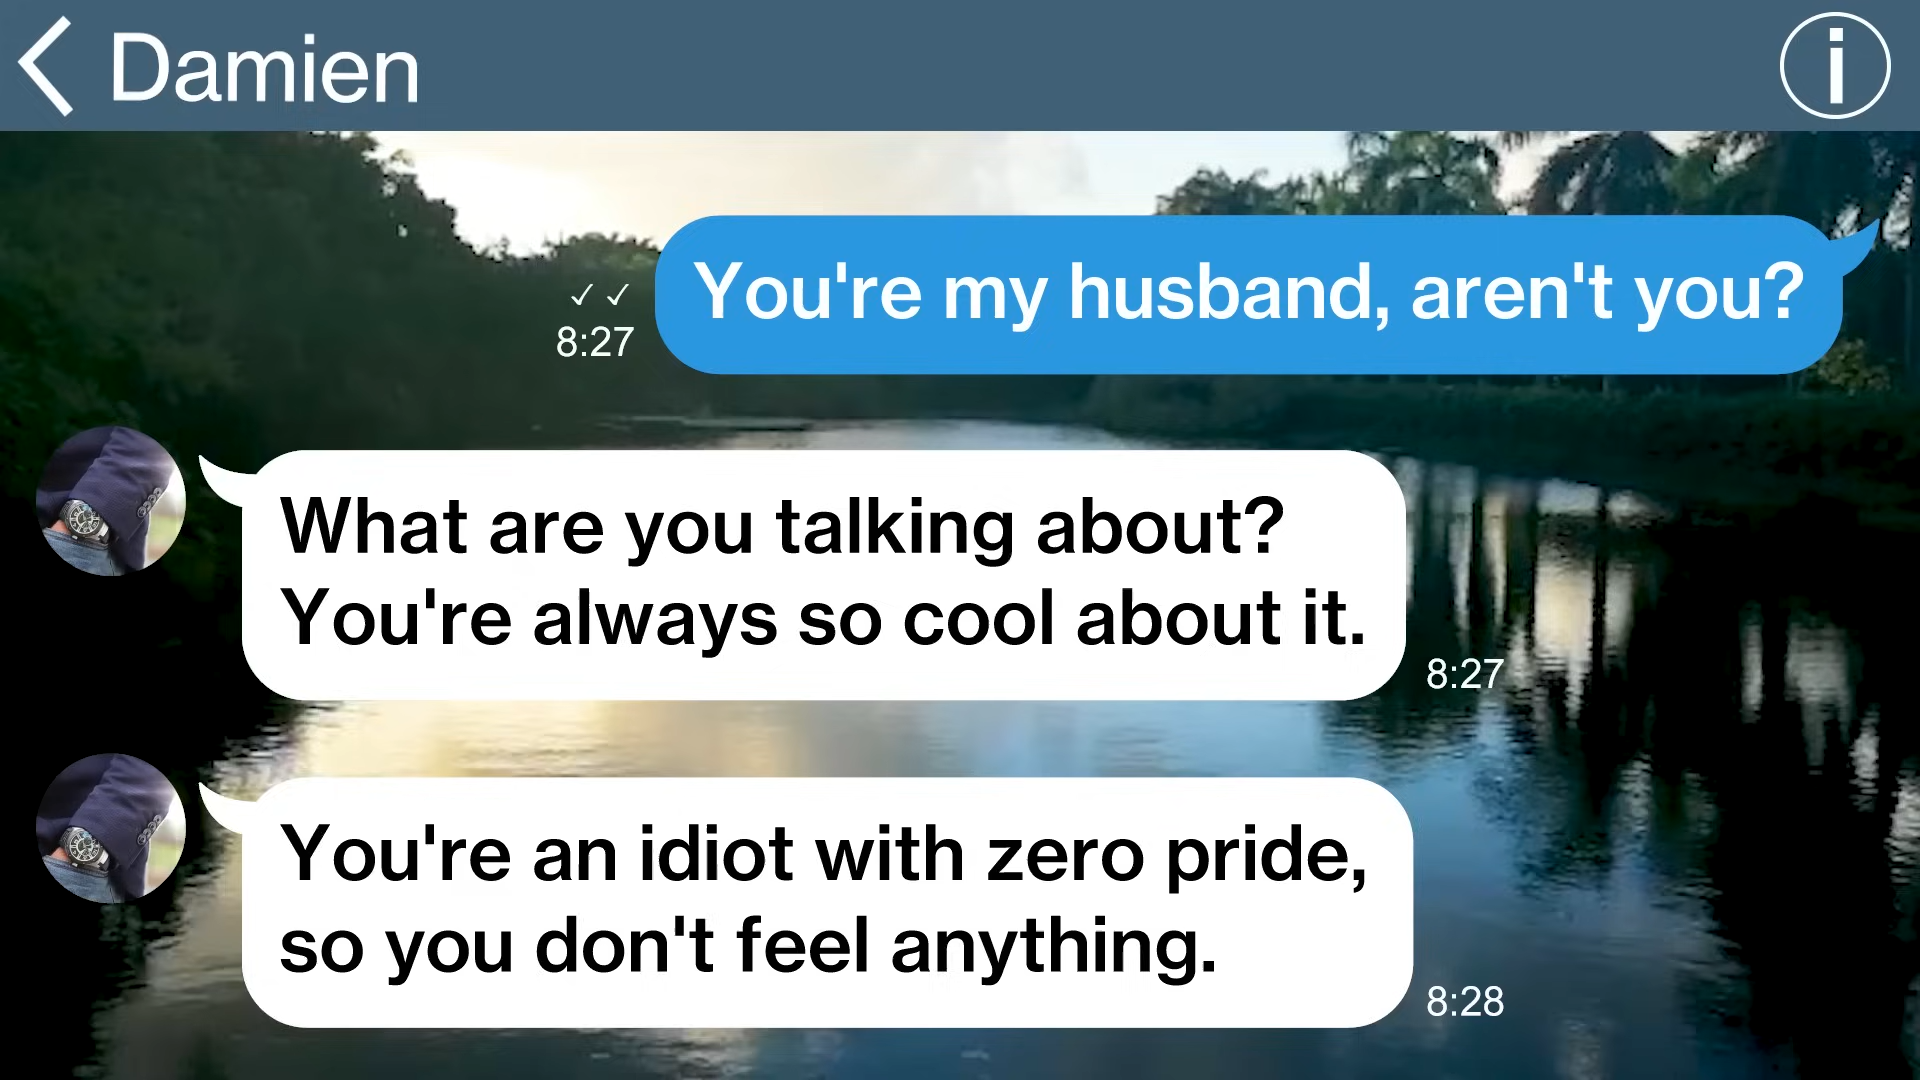 Damien
You're my husband, aren't you?
✓ ✓
8:27
What are you talking about?
You're always so cool about it.
8:27
You're an idiot with zero pride,
so you don't feel anything.
8:28